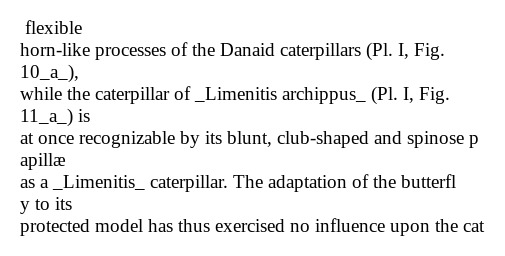 flexible
horn-like processes of the Danaid caterpillars (Pl. I, Fig.
10_a_),
while the caterpillar of _Limenitis archippus_ (Pl. I, Fig.
11_a_) is
at once recognizable by its blunt, club-shaped and spinose p
apillæ
as a _Limenitis_ caterpillar. The adaptation of the butterfl
y to its
protected model has thus exercised no influence upon the cat